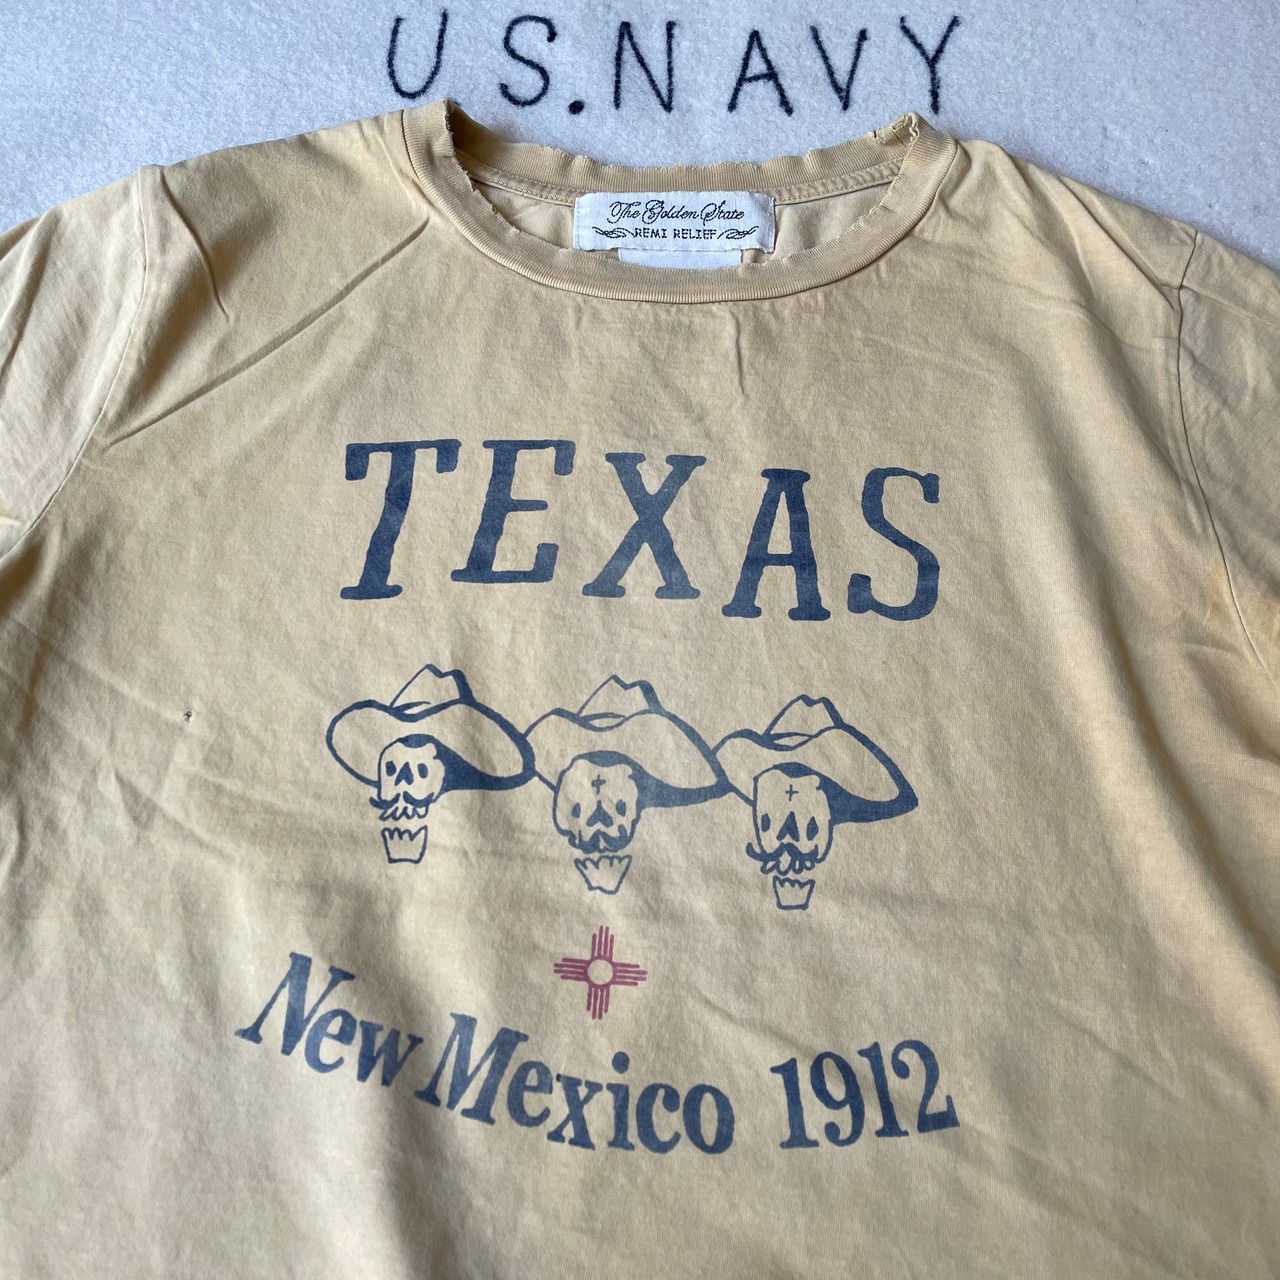 U.S.NAVY
The Golden State
REMI RELIEF
TEXAS
New Mexico 1912